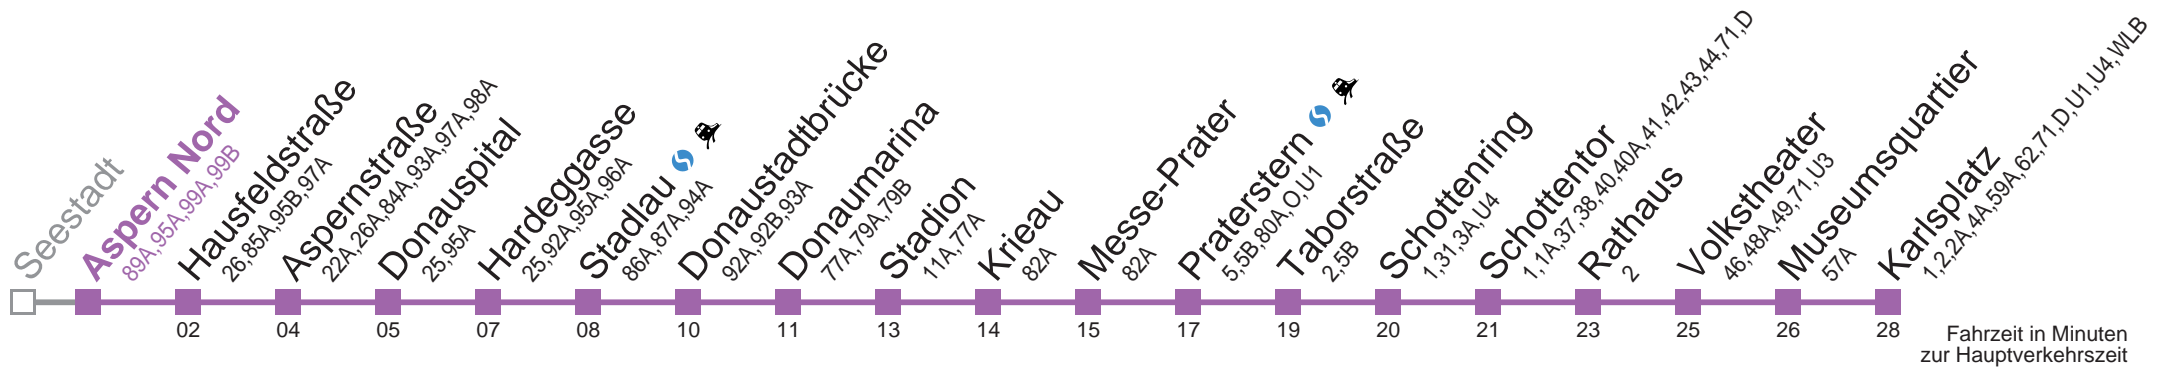 Seestadt
Aspern Nord
89A,95A,99A,99B
Hausfeldstraße
26,85A,95B,97A
Aspernstraße
22A,26A,84A,93A,97A,98A
Donauspital
25,95A
Hardeggasse
25,92A,95A,96A
Stadlau
86A,87A,94A
Donaustadtbrücke
92A,92B,93A
Donaumarina
77A,79A,79B
Stadion
11A,77A
Krieau
82A
Messe-Prater
82A
Praterstern
5,5B,80A,O,U1
Taborstraße
2,5B
Schottenring
1,31,3A,U4
Schottentor
1,1A,37,38,40,40A,41,42,43,44,71,D
Rathaus
2
Volkstheater
46,48A,49,71,U3
Museumsquartier
57A
Karlsplatz
1,2,2A,4A,59A,62,71,D,U1,U4,WLB
02 04 05 07 08 10 11 13 14 15 17 19 20 21 23 25 26 28
Fahrzeit in Minuten
zur Hauptverkehrszeit